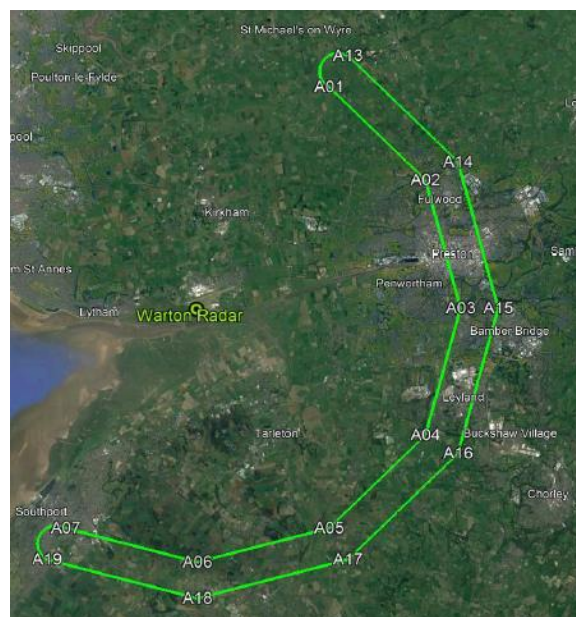 St Michael's on Wyre
Skippool
A13
Poulton-le-Fylde
A01
A14
A02
Fulwood
Kirkham
Preston
Sam
m St Annes
Penwortham
Lytham
Warton Radar
A03
A15
Bamber Bridge
Leyland
Tarleton
A04
Buckshaw Village
A16
Chorley
Southport
A07
A05
A19
A06
A17
A18